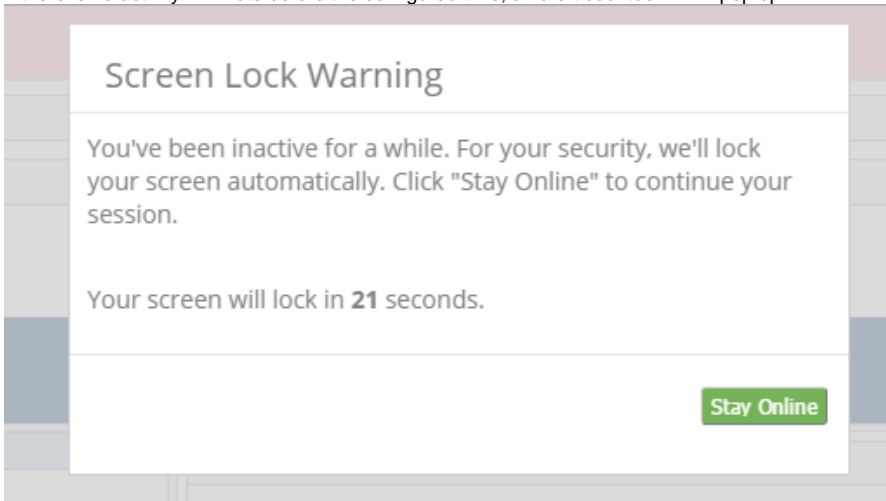 Screen Lock Warning
You've been inactive for a while. For your security, we'll lock
your screen automatically. Click "Stay Online" to continue your
session.
Your screen will lock in 21 seconds.
Stay Online